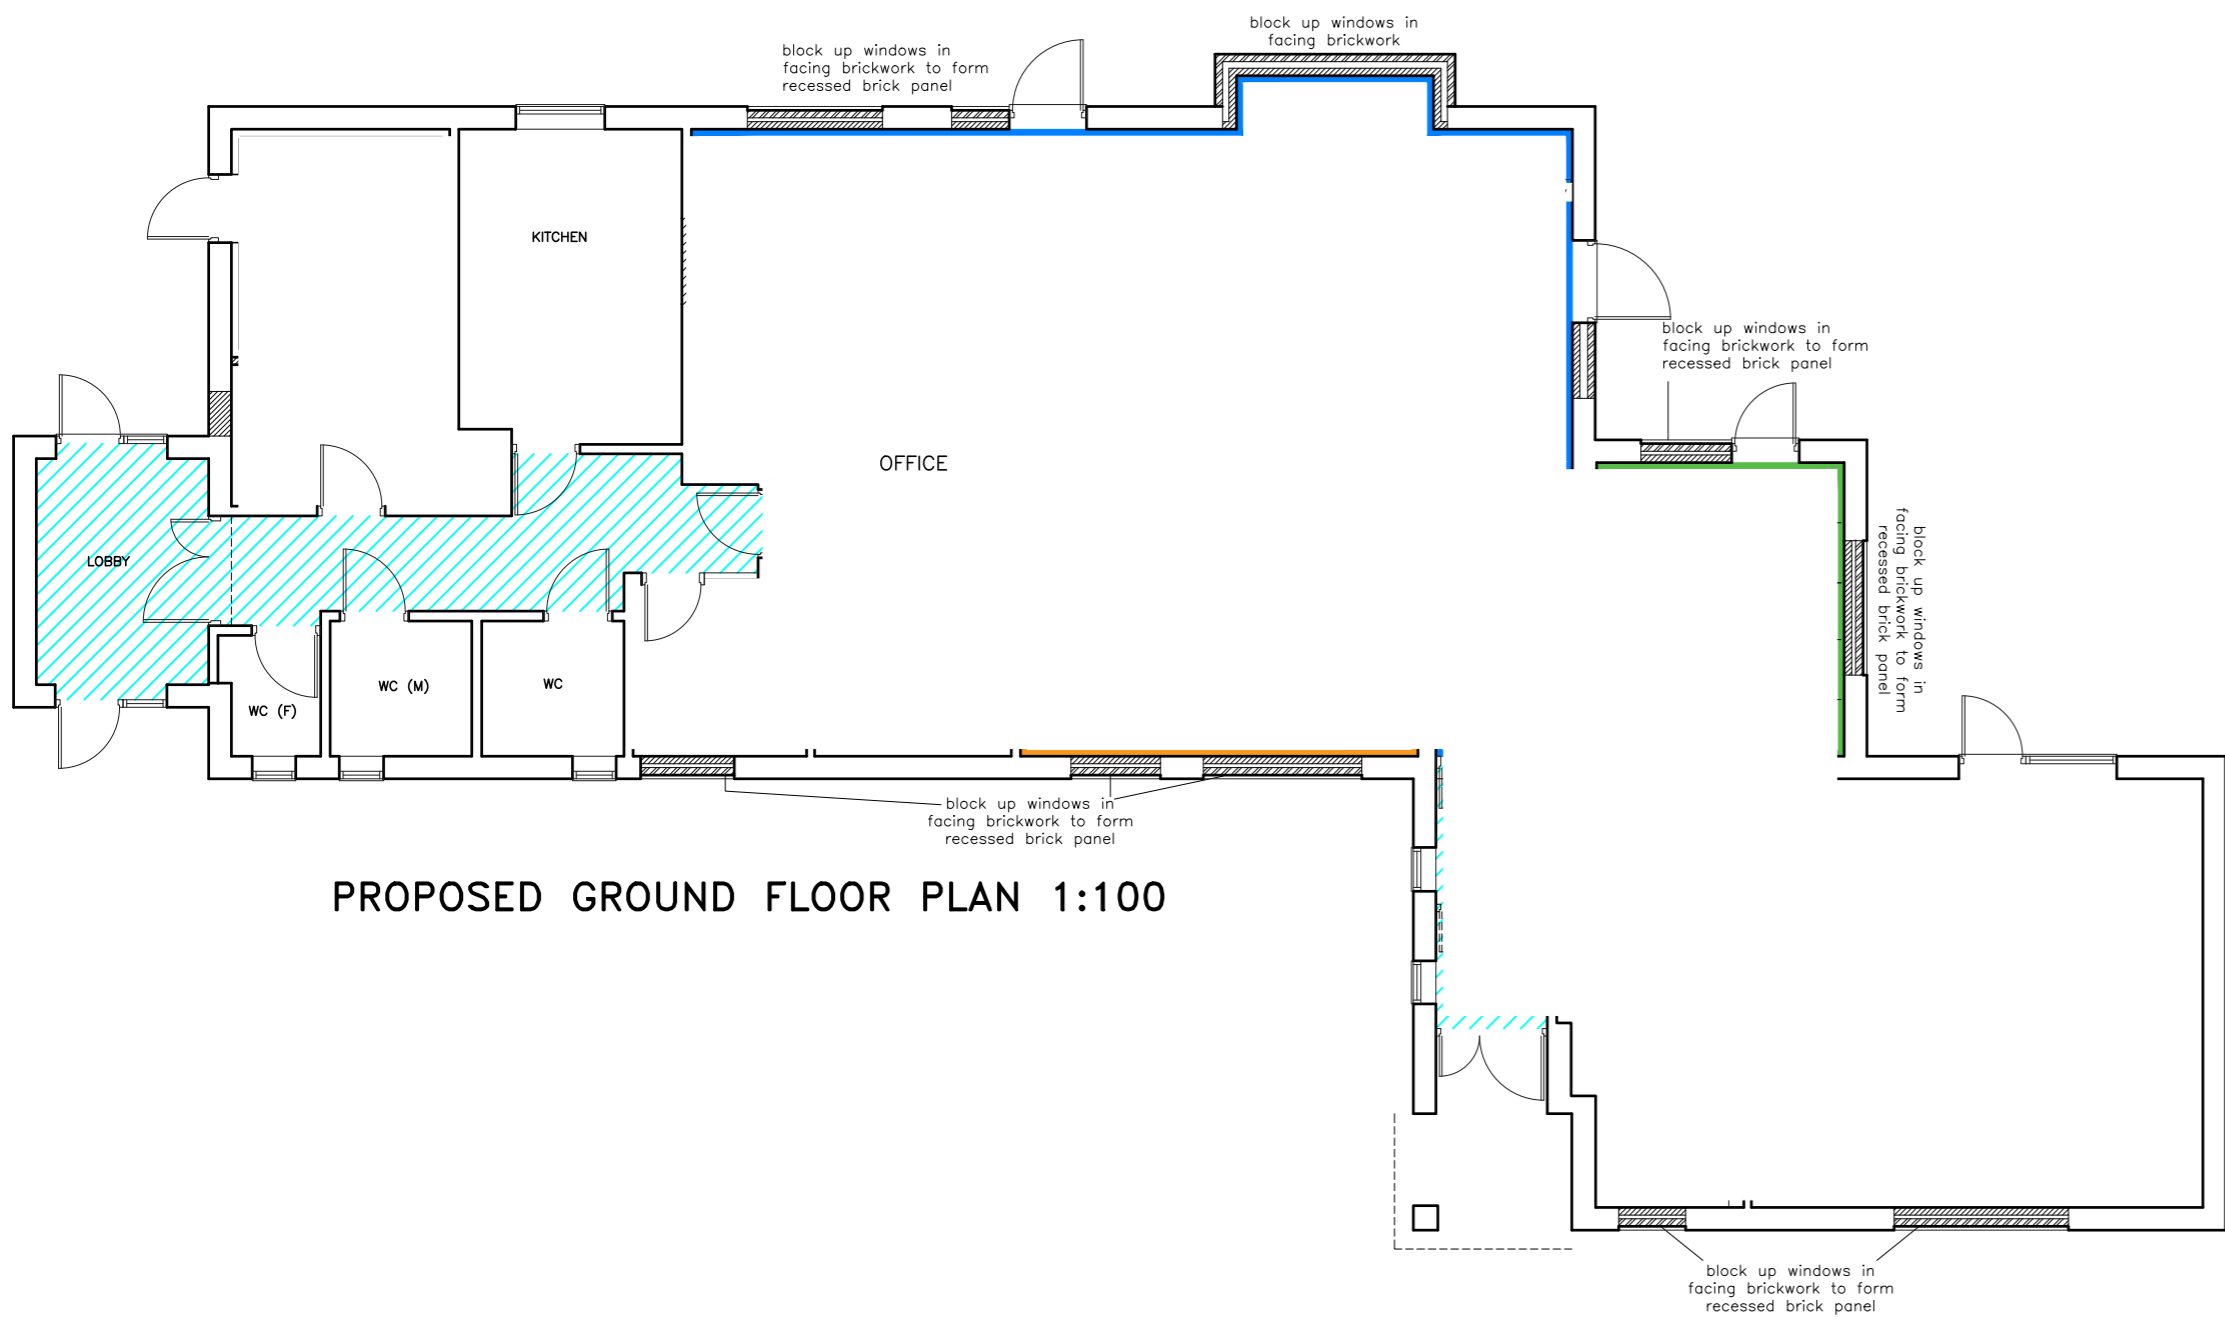 block up windows in
facing brickwork
block up windows in
facing brickwork to form
recessed brick panel
KITCHEN
block up windows in
facing brickwork to form
recessed brick panel
OFFICE
block up windows in
facing brickwork to form
recessed brick panel
LOBBY
WC (F)
WC (M)
WC
block up windows in
facing brickwork to form
recessed brick panel
PROPOSED GROUND FLOOR PLAN 1:100
block up windows in
facing brickwork to form
recessed brick panel